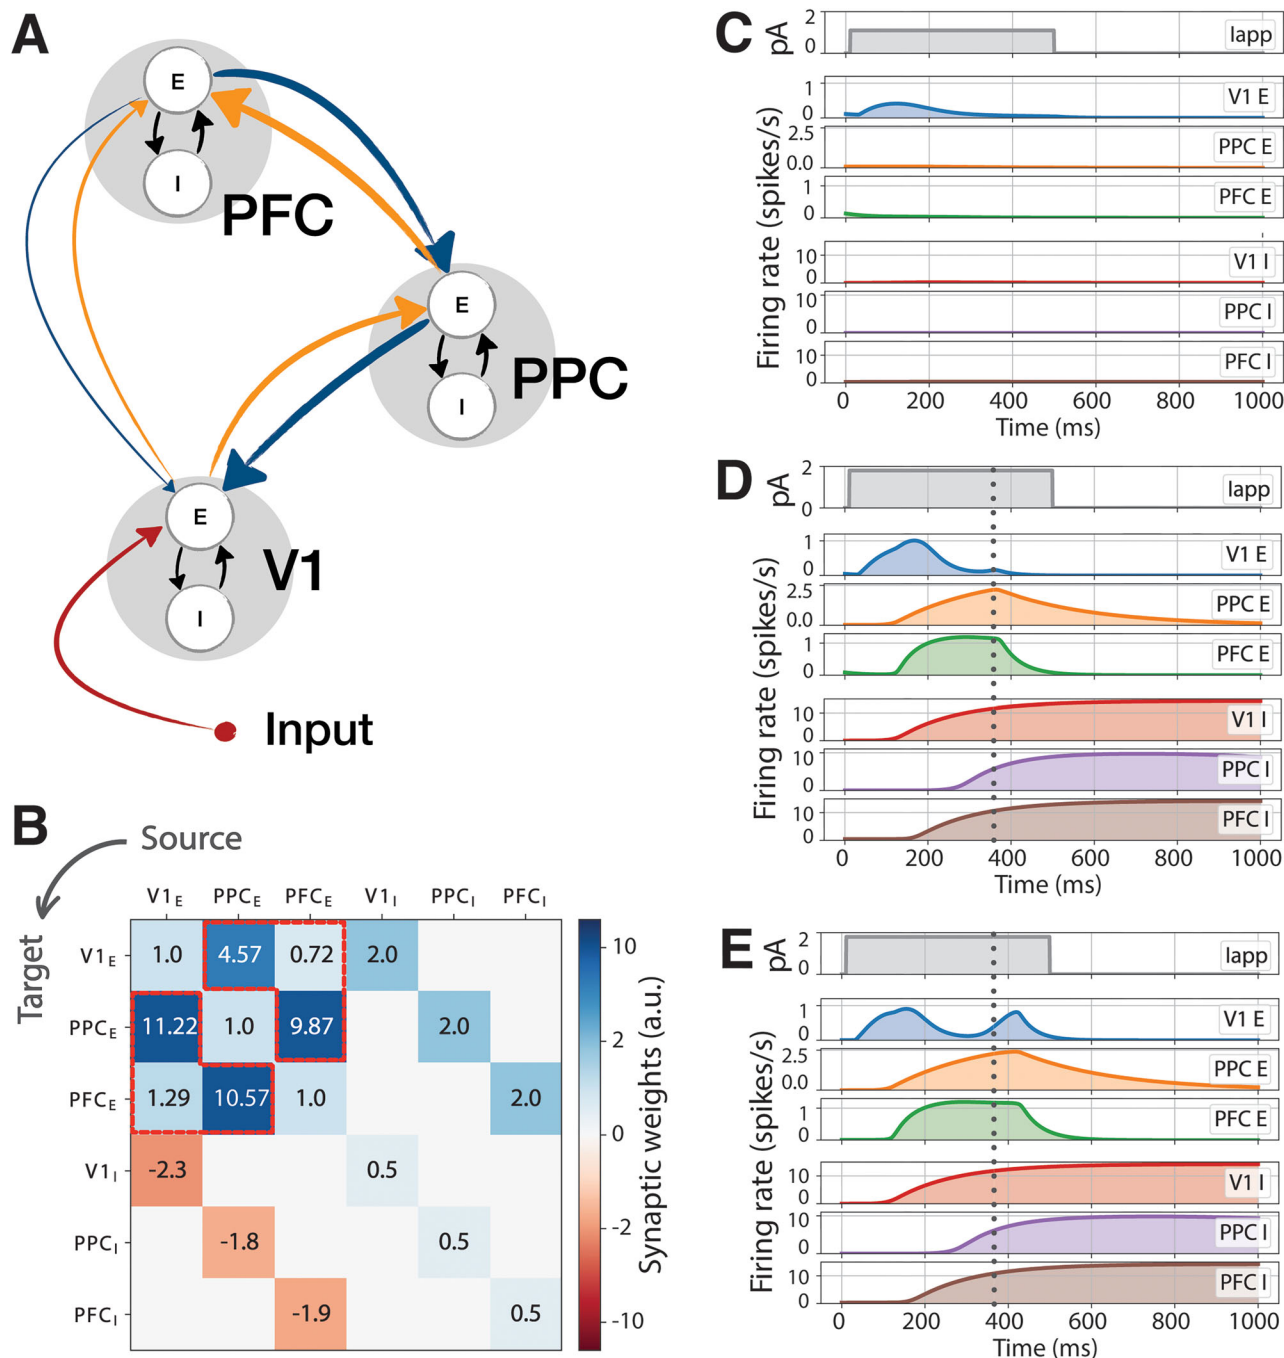 A
E
I
PFC
E
I
PPC
E
I
V1
Input
B
Source
Target
V1E PPCE PFCE V1I PPCI PFCI
V1E 1.0 4.57 0.72 2.0
PPCE 11.22 1.0 9.87 2.0
PFCE 1.29 10.57 1.0 2.0
V1I -2.3 0.5
PPCI -1.8 0.5
PFCI -1.9 0.5
10
2
0
-2
-10
Synaptic weights (a.u.)
C
pA
2
0
Iapp
Firing rate (spikes/s)
1
0
V1 E
2.5
0.0
PPC E
1
0
PFC E
10
0
V1 I
10
0
PPC I
10
0
PFC I
0 200 400 600 800 1000
Time (ms)
D
pA
2
0
Iapp
Firing rate (spikes/s)
1
0
V1 E
2.5
0.0
PPC E
1
0
PFC E
10
0
V1 I
10
0
PPC I
10
0
PFC I
0 200 400 600 800 1000
Time (ms)
E
pA
2
0
Iapp
Firing rate (spikes/s)
1
0
V1 E
2.5
0.0
PPC E
1
0
PFC E
10
0
V1 I
10
0
PPC I
10
0
PFC I
0 200 400 600 800 1000
Time (ms)